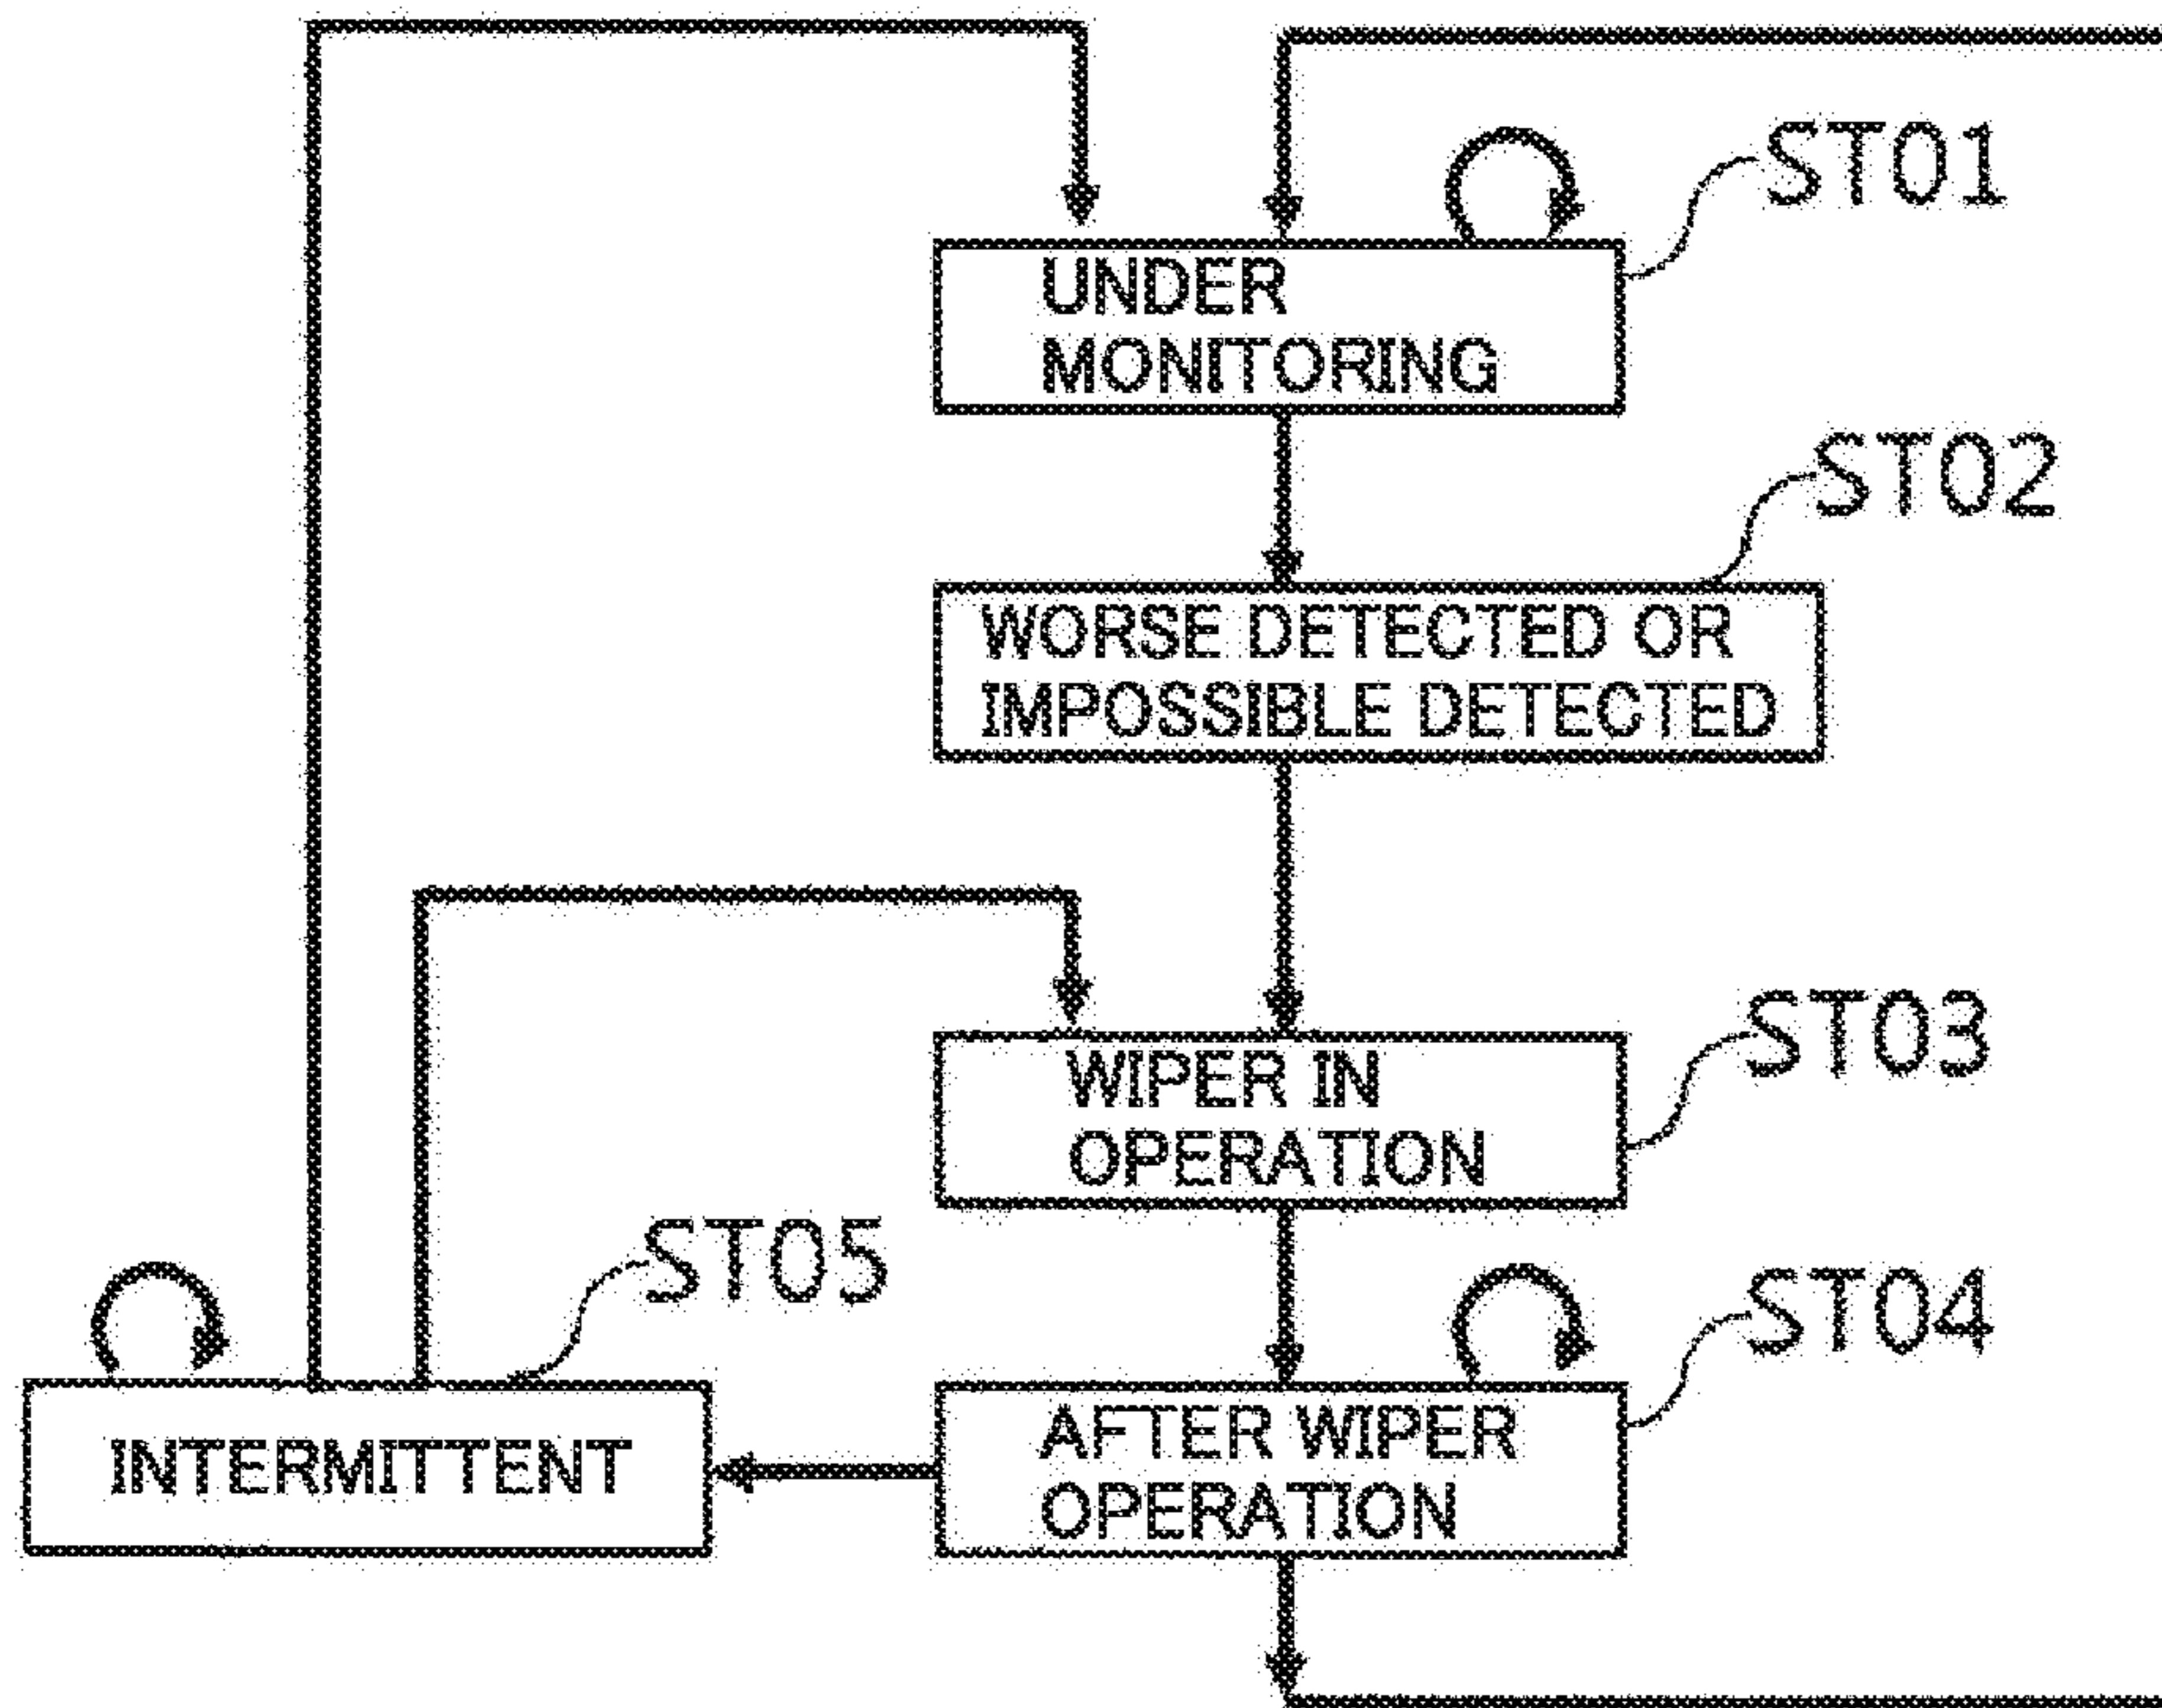 ST01
UNDER
MONITORING
ST02
WORSE DETECTED OR
IMPOSSIBLE DETECTED
ST03
WIPER IN
OPERATION
ST05
ST04
INTERMITTENT
AFTER WIPER
OPERATION